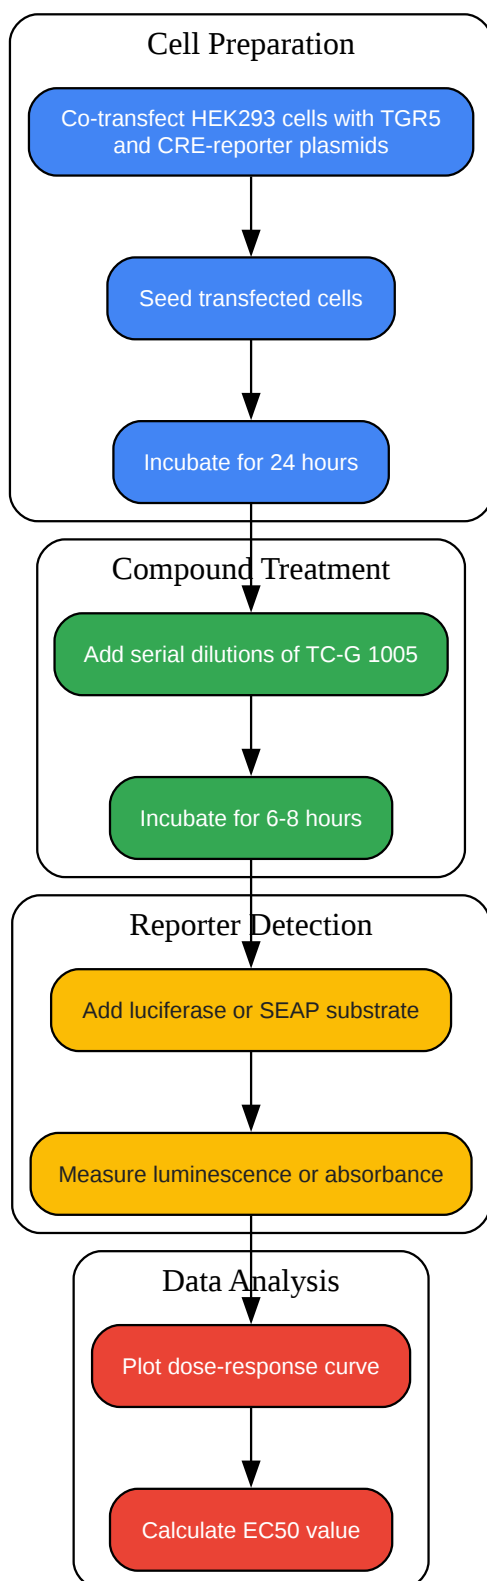 Cell Preparation
Co-transfect HEK293 cells with TGR5
and CRE-reporter plasmids
Seed transfected cells
Incubate for 24 hours
Compound Treatment
Add serial dilutions of TC-G 1005
Incubate for 6-8 hours
Reporter Detection
Add luciferase or SEAP substrate
Measure luminescence or absorbance
Data Analysis
Plot dose-response curve
Calculate EC50 value